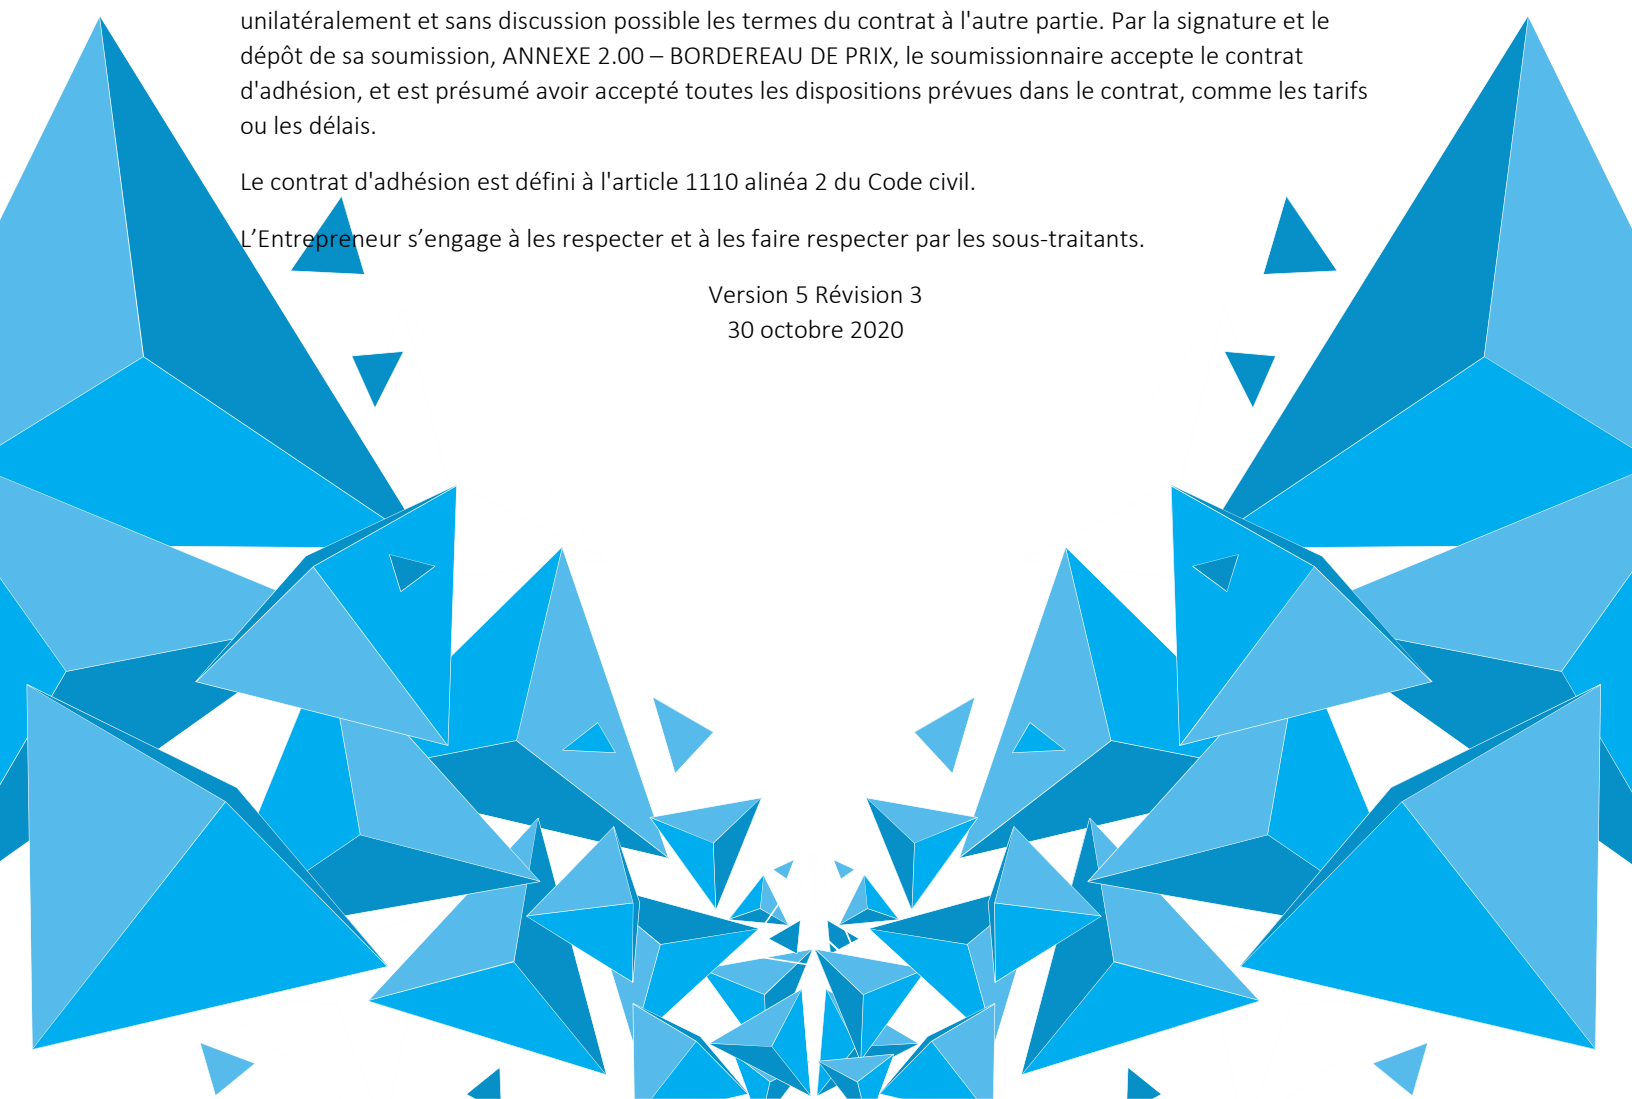 unilatéralement et sans discussion possible les termes du contrat à l'autre partie. Par la signature et le
dépôt de sa soumission, ANNEXE 2.00 – BORDEREAU DE PRIX, le soumissionnaire accepte le contrat
d'adhésion, et est présumé avoir accepté toutes les dispositions prévues dans le contrat, comme les tarifs
ou les délais.
Le contrat d'adhésion est défini à l'article 1110 alinéa 2 du Code civil.
L’Entrepreneur s’engage à les respecter et à les faire respecter par les sous-traitants.
Version 5 Révision 3
30 octobre 2020